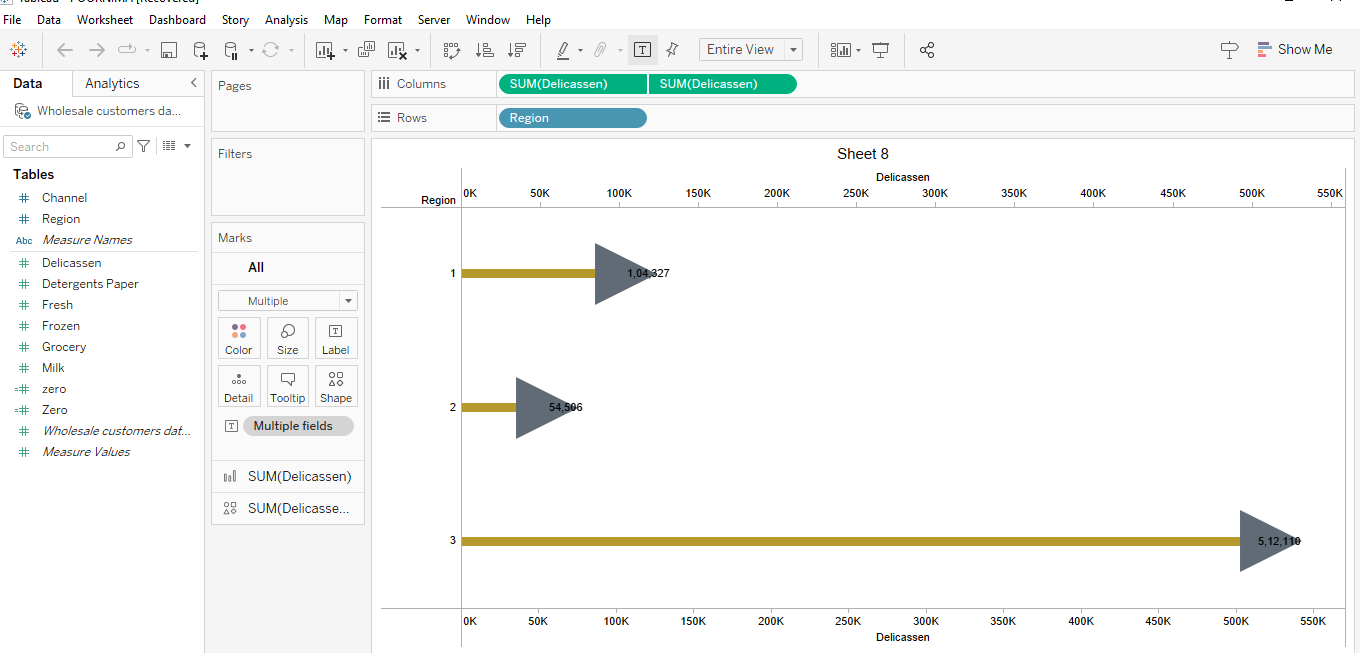 File Data Worksheet Dashboard Story Analysis Map Format Server Window Help
Entire View
Show Me
Data Analytics
Wholesale customers da...
Search
Tables
Channel
Region
Abc Measure Names
Delicassen
Detergents Paper
Fresh
Frozen
Grocery
Milk
zero
Zero
Wholesale customers dat...
Measure Values
Pages
Filters
Marks
All
Multiple
Color Size Label
Detail Tooltip Shape
Multiple fields
SUM(Delicassen)
SUM(Delicasse...
Columns SUM(Delicassen) SUM(Delicassen)
Rows Region
Sheet 8
Delicassen
0K 50K 100K 150K 200K 250K 300K 350K 400K 450K 500K 550K
Region
1 1,04,327
2 54,506
3 5,12,110
0K 50K 100K 150K 200K 250K 300K 350K 400K 450K 500K 550K
Delicassen